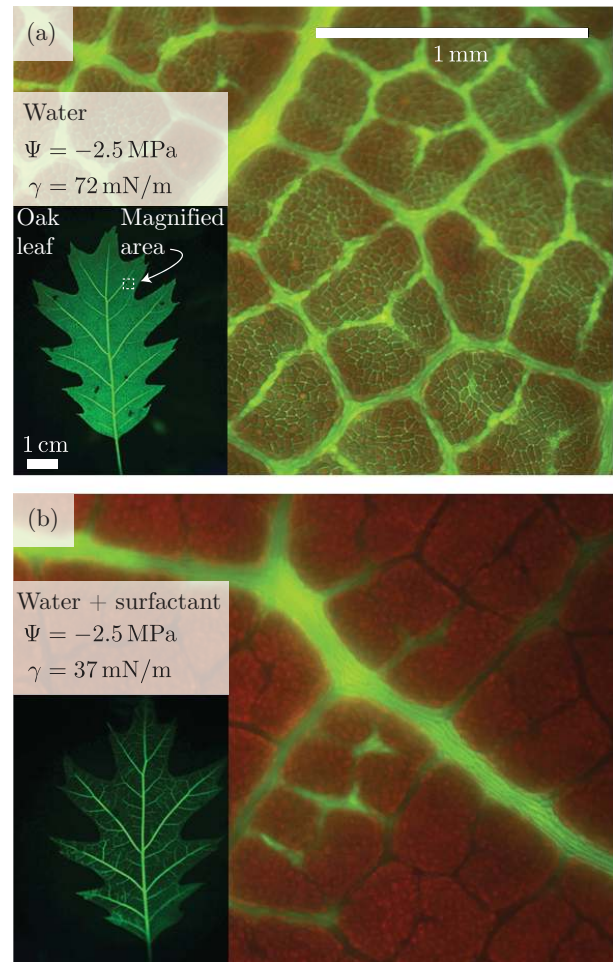 (a)
1 mm
Water
Ψ = −2.5 MPa
γ = 72 mN/m
Oak
leaf
Magnified
area
1 cm
(b)
Water + surfactant
Ψ = −2.5 MPa
γ = 37 mN/m